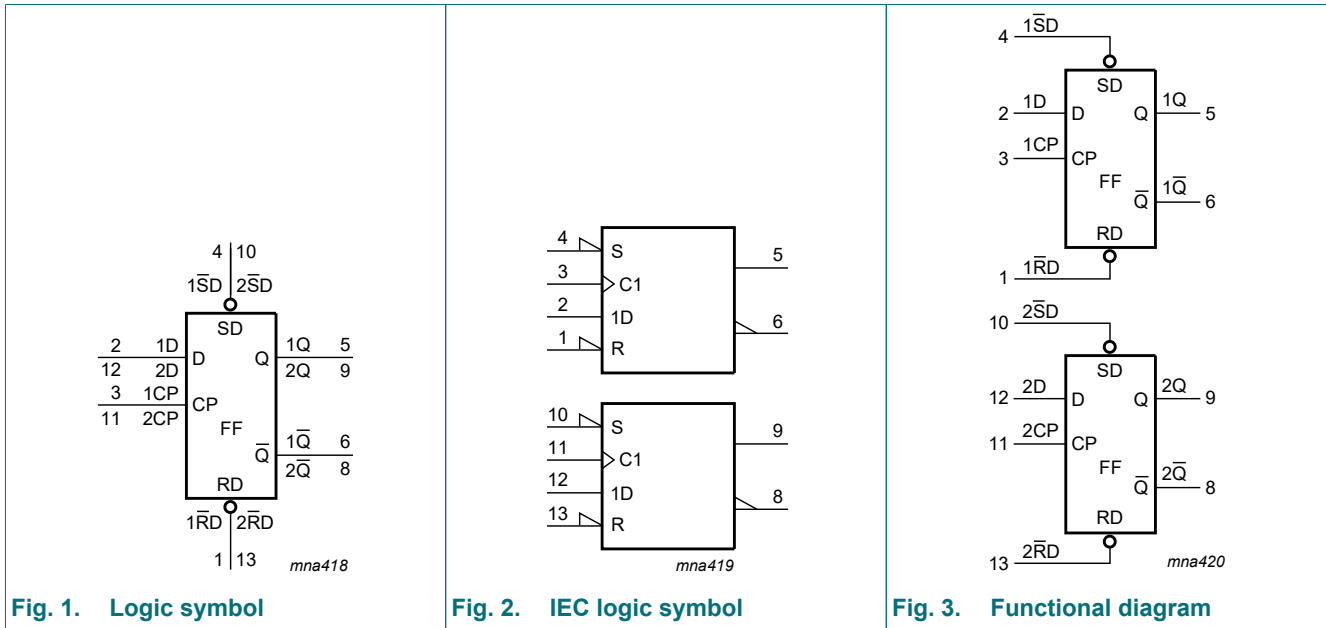 4 10
1S̅D 2S̅D
SD
2 1D D Q 1Q 5
12 2D 2Q 9
3 1CP CP
11 2CP
FF
Q̅ 1Q̅ 6
2Q̅ 8
RD
1R̅D 2R̅D
1 13
mna418
Fig. 1. Logic symbol
4 S 5
3 C1
2 1D 6
1 R
10 S 9
11 C1
12 1D 8
13 R
mna419
Fig. 2. IEC logic symbol
4 1S̅D
SD
2 1D D Q 1Q 5
3 1CP CP
FF
Q̅ 1Q̅ 6
RD
1 1R̅D
10 2S̅D
SD
12 2D D Q 2Q 9
11 2CP CP
FF
Q̅ 2Q̅ 8
RD
13 2R̅D
mna420
Fig. 3. Functional diagram